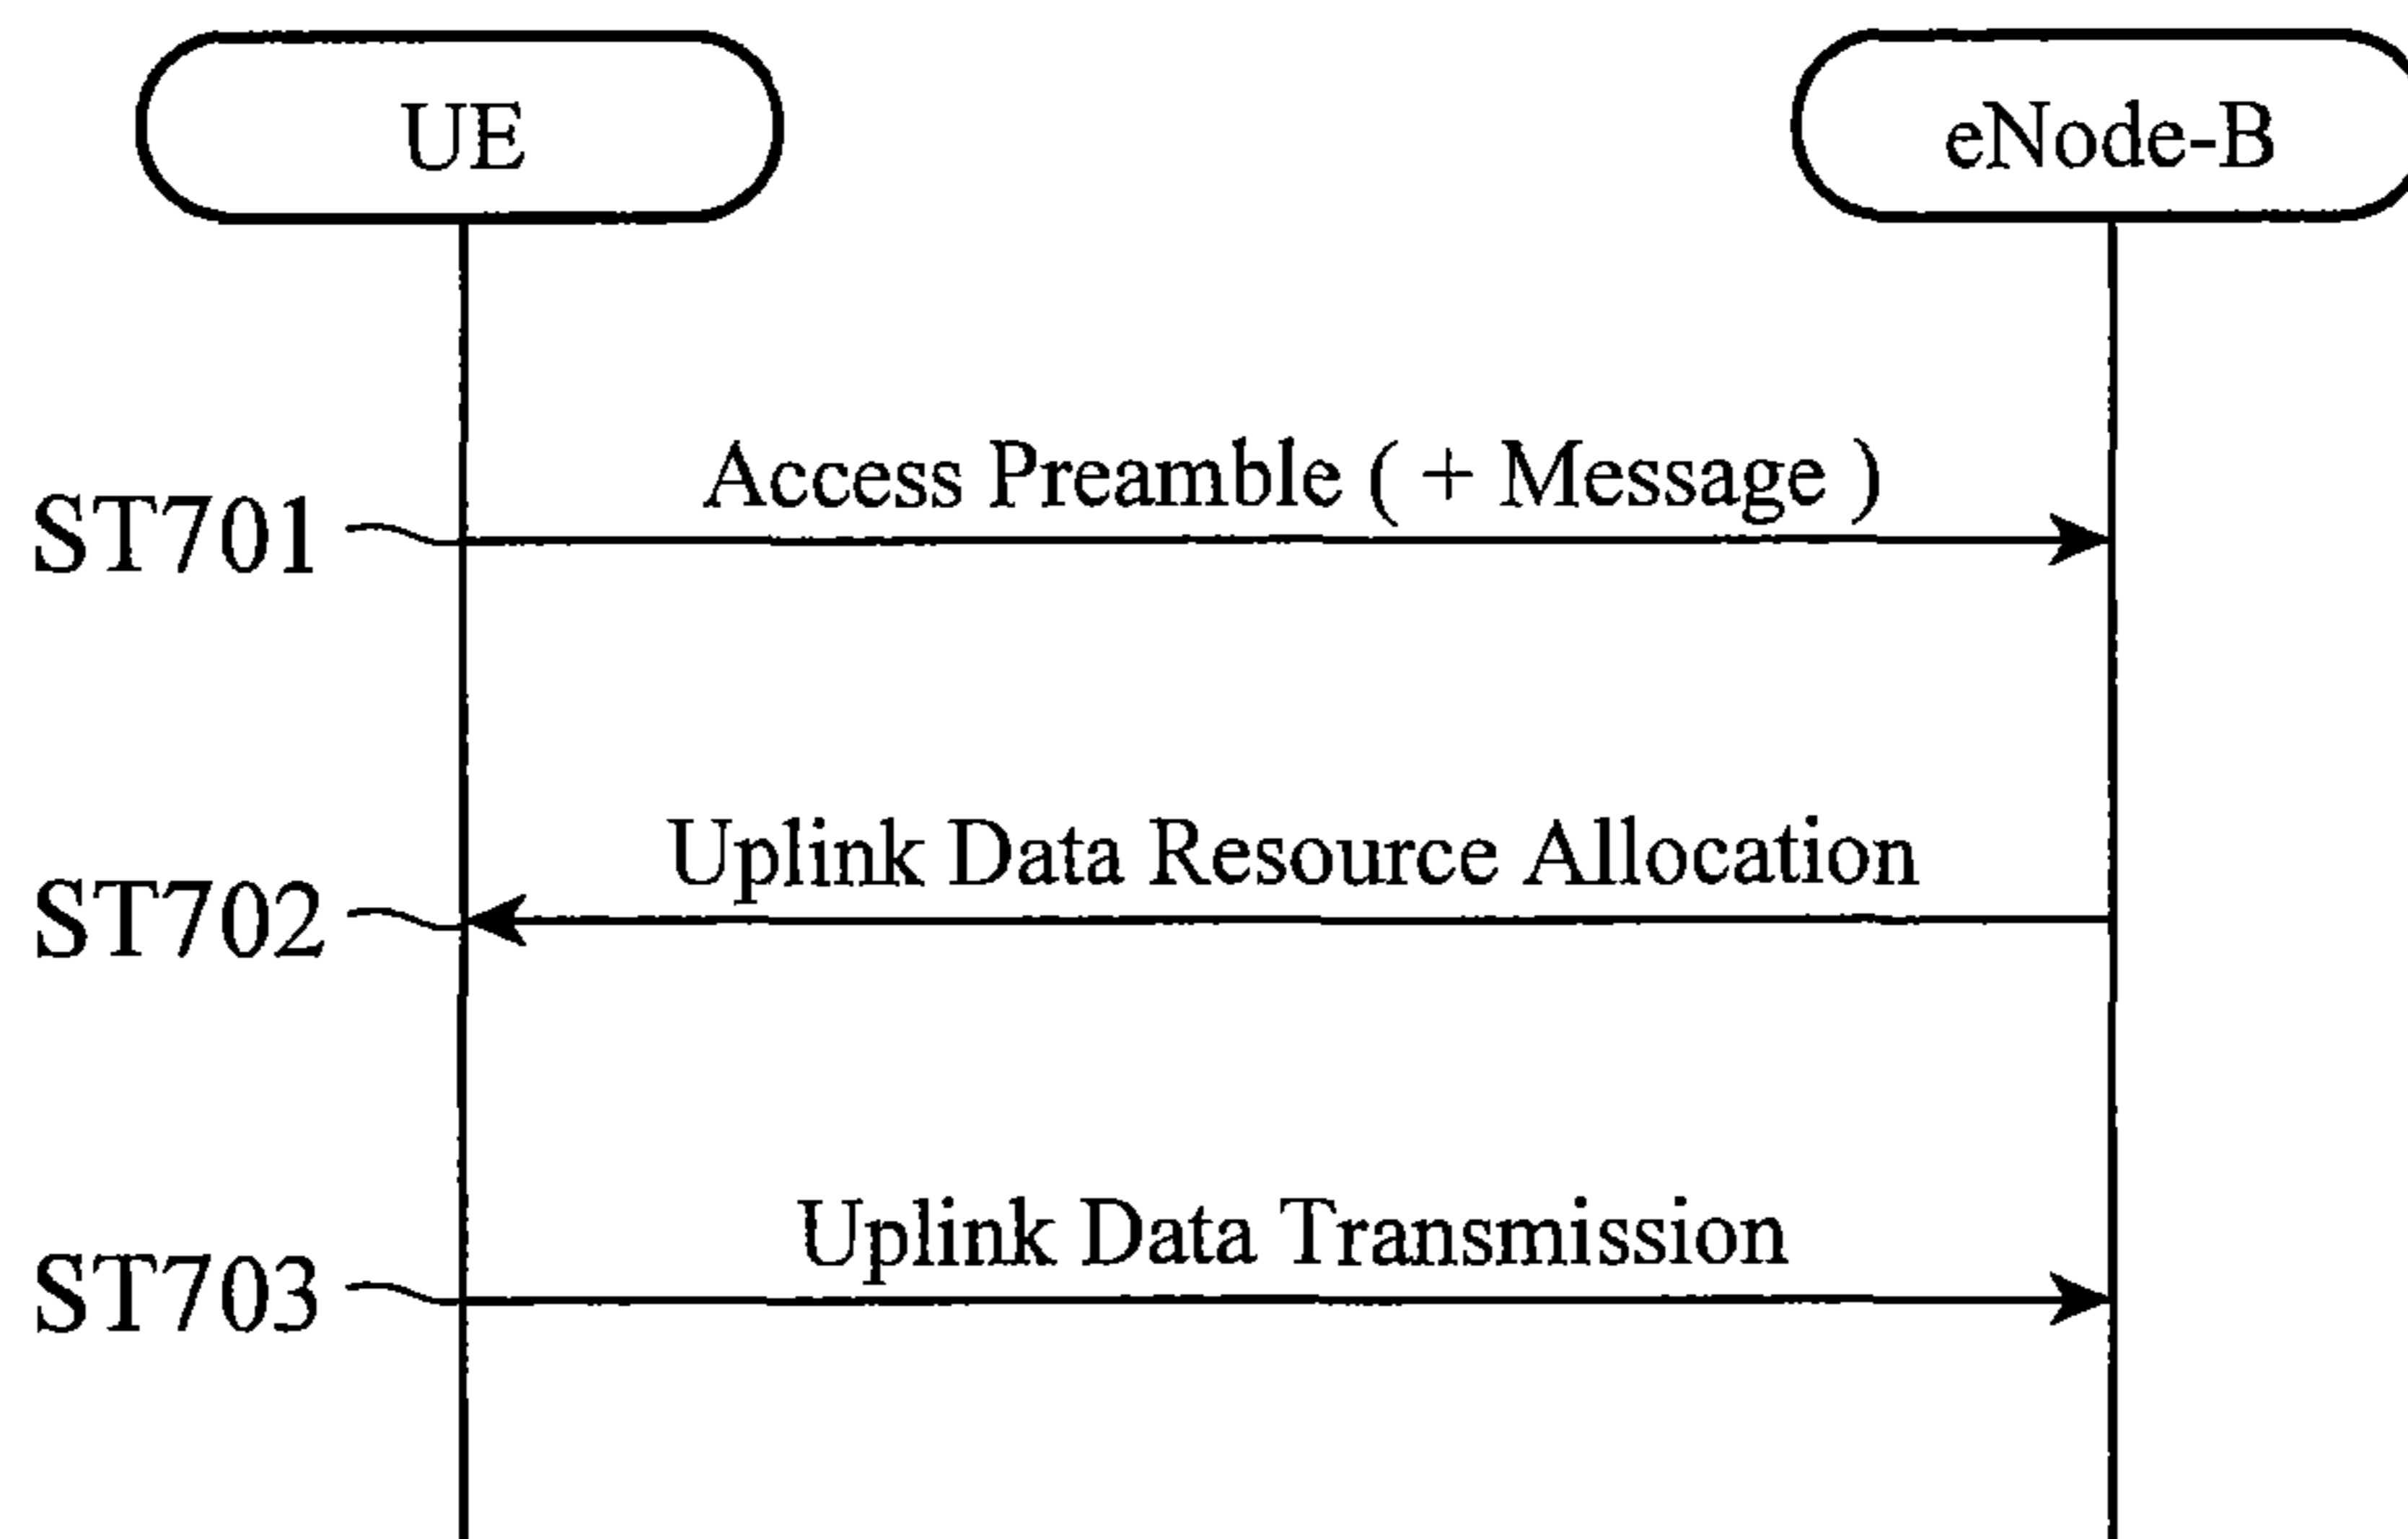 UE
eNode-B
Access Preamble ( + Message )
ST701
Uplink Data Resource Allocation
ST702
Uplink Data Transmission
ST703